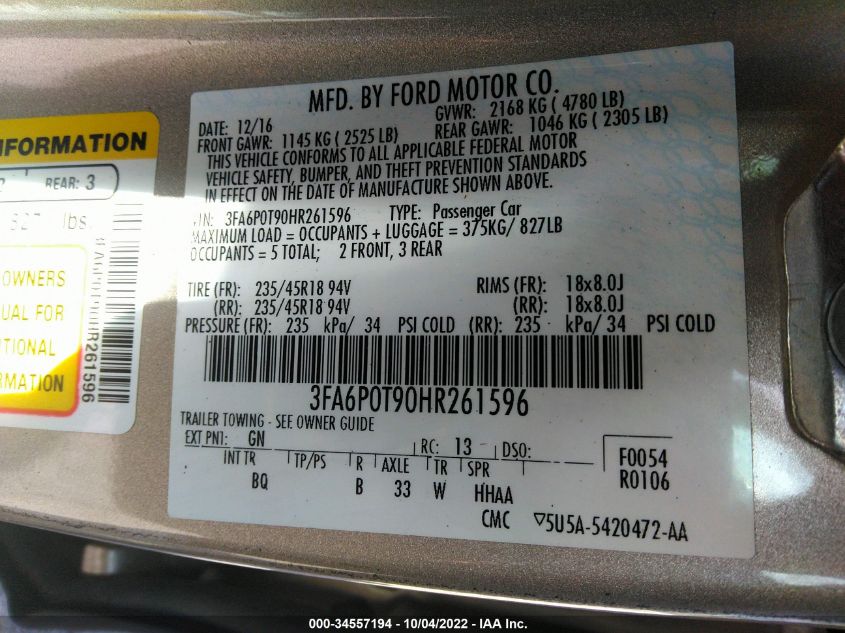 NFORMATION
REAR: 3
827 lbs.
OWNERS
UAL FOR
TIONAL
RMATION
3FA6P0T90HR261596
MFD. BY FORD MOTOR CO.
DATE: 12/16 GVWR: 2168 KG ( 4780 LB)
FRONT GAWR: 1145 KG ( 2525 LB) REAR GAWR: 1046 KG ( 2305 LB)
THIS VEHICLE CONFORMS TO ALL APPLICABLE FEDERAL MOTOR
VEHICLE SAFETY, BUMPER, AND THEFT PREVENTION STANDARDS
IN EFFECT ON THE DATE OF MANUFACTURE SHOWN ABOVE.
VIN: 3FA6P0T90HR261596 TYPE: Passenger Car
MAXIMUM LOAD = OCCUPANTS + LUGGAGE = 375KG/ 827LB
OCCUPANTS = 5 TOTAL; 2 FRONT, 3 REAR
TIRE (FR): 235/45R18 94V RIMS (FR): 18x8.0J
(RR): 235/45R18 94V (RR): 18x8.0J
PRESSURE (FR): 235 kPa/ 34 PSI COLD (RR): 235 kPa/ 34 PSI COLD
3FA6P0T90HR261596
TRAILER TOWING - SEE OWNER GUIDE
EXT PNT: GN RC: 13 DSO: F0054
INT TR TP/PS R AXLE TR SPR R0106
BQ B 33 W HHAA
CMC ▽5U5A-5420472-AA
000-34557194 - 10/04/2022 - IAA Inc.